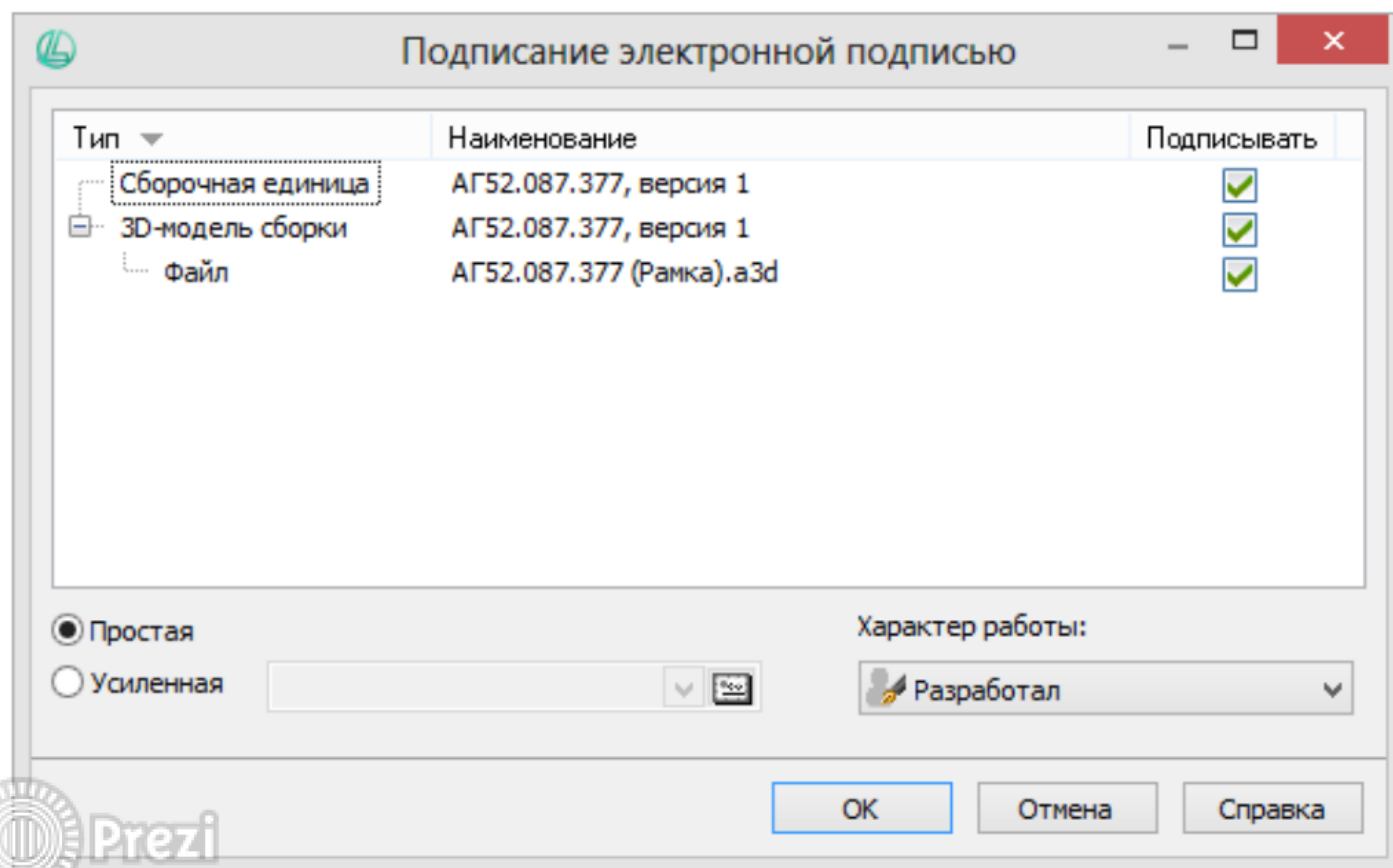 Подписание электронной подписью
Тип Наименование Подписывать
Сборочная единица АГ52.087.377, версия 1
3D-модель сборки АГ52.087.377, версия 1
Файл АГ52.087.377 (Рамка).a3d
Простая
Характер работы:
Усиленная
Разработал
ОК Отмена Справка
Prezi